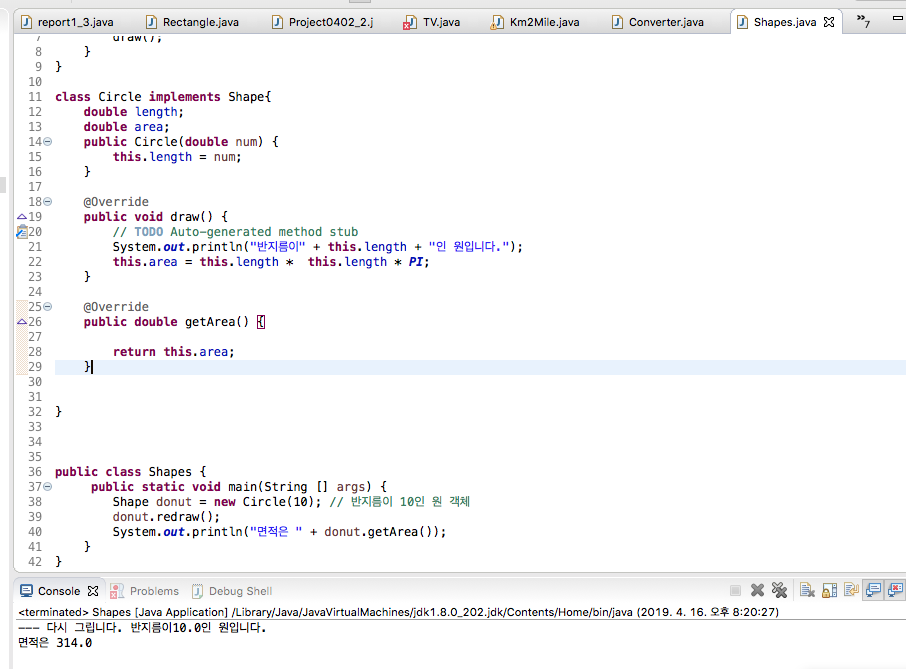 report1_3.java Rectangle.java Project0402_2.j TV.java Km2Mile.java Converter.java Shapes.java »7
7 draw();
8 }
9 }
10
11 class Circle implements Shape{
12 double length;
13 double area;
14 public Circle(double num) {
15 this.length = num;
16 }
17
18 @Override
19 public void draw() {
20 // TODO Auto-generated method stub
21 System.out.println("반지름이" + this.length + "인 원입니다.");
22 this.area = this.length * this.length * PI;
23 }
24
25 @Override
26 public double getArea() {
27
28 return this.area;
29 }
30
31
32 }
33
34
35
36 public class Shapes {
37 public static void main(String [] args) {
38 Shape donut = new Circle(10); // 반지름이 10인 원 객체
39 donut.redraw();
40 System.out.println("면적은 " + donut.getArea());
41 }
42 }
Console Problems Debug Shell
<terminated> Shapes [Java Application] /Library/Java/JavaVirtualMachines/jdk1.8.0_202.jdk/Contents/Home/bin/java (2019. 4. 16. 오후 8:20:27)
--- 다시 그립니다. 반지름이10.0인 원입니다.
면적은 314.0